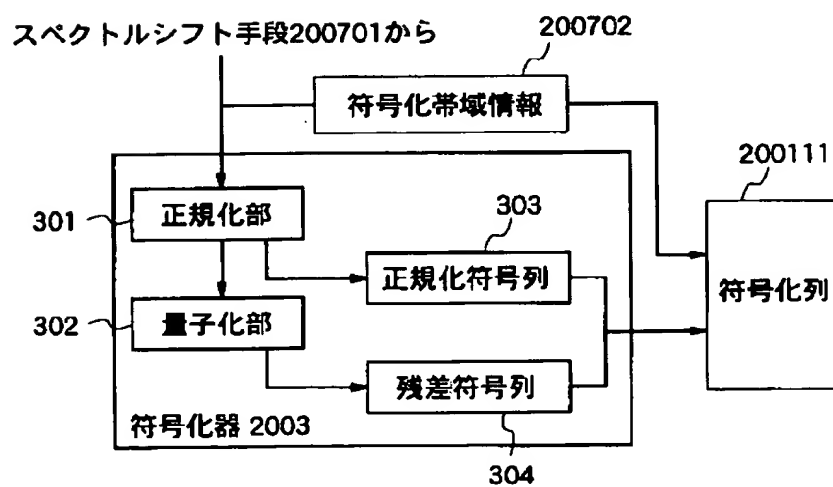 スペクトルシフト手段200701から
200702
符号化帯域情報
200111
301
正規化部
303
正規化符号列
符号化列
302
量子化部
残差符号列
符号化器 2003
304